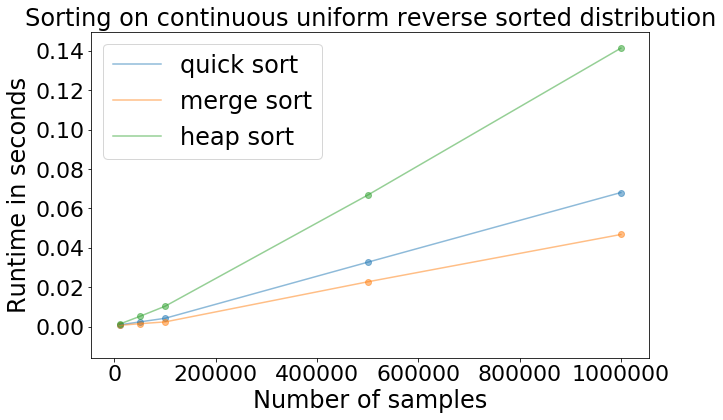 Sorting on continuous uniform reverse sorted distribution
quick sort
merge sort
heap sort
Runtime in seconds
0.14
0.12
0.10
0.08
0.06
0.04
0.02
0.00
0 200000 400000 600000 800000 1000000
Number of samples